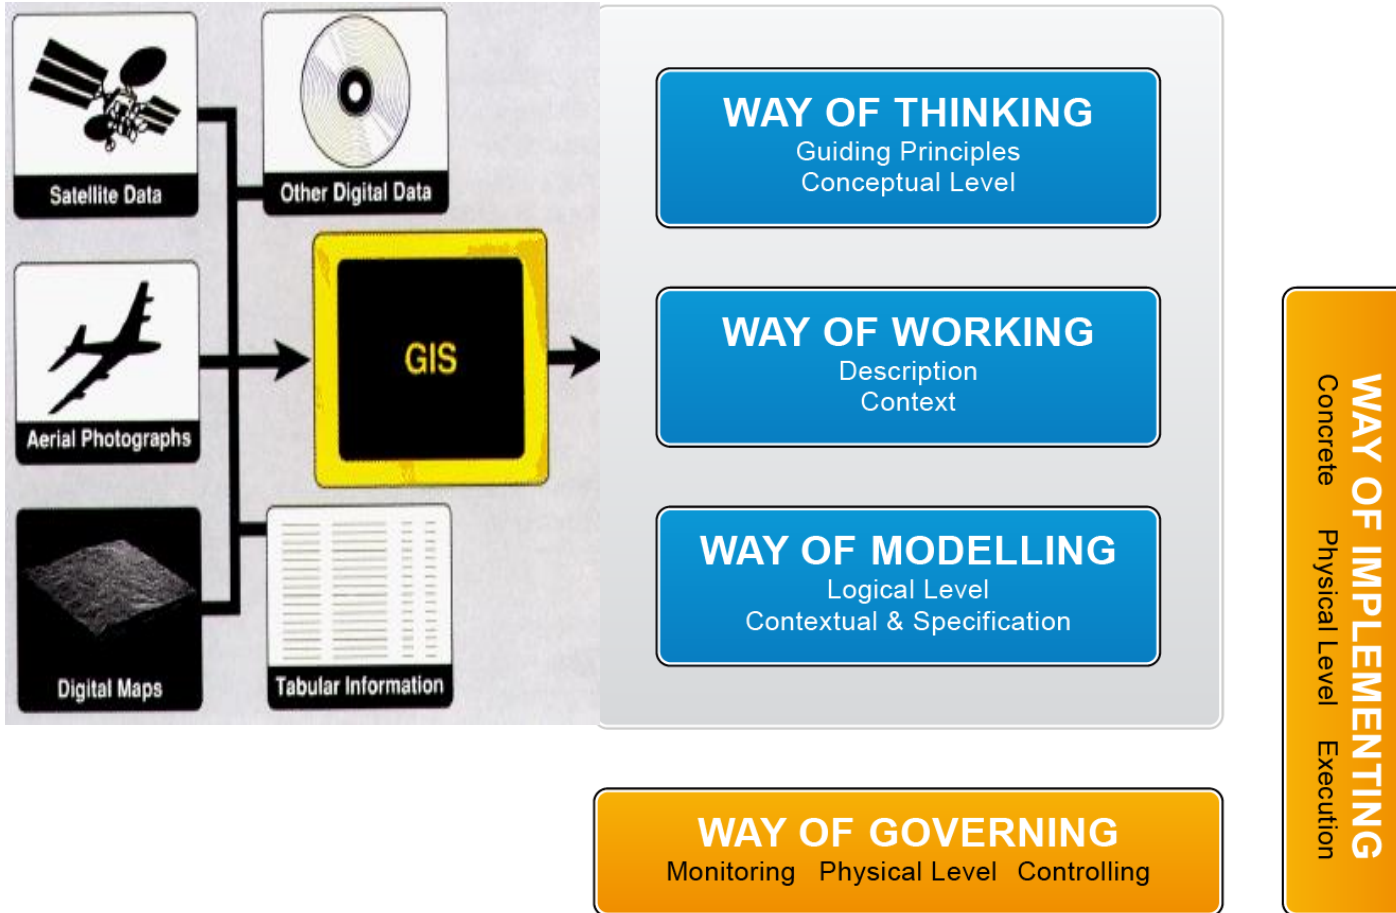 Satellite Data
Other Digital Data
Aerial Photographs
GIS
Digital Maps
Tabular Information
WAY OF THINKING
Guiding Principles
Conceptual Level
WAY OF WORKING
Description
Context
WAY OF MODELLING
Logical Level
Contextual & Specification
WAY OF IMPLEMENTING
Concrete Physical Level Execution
WAY OF GOVERNING
Monitoring Physical Level Controlling